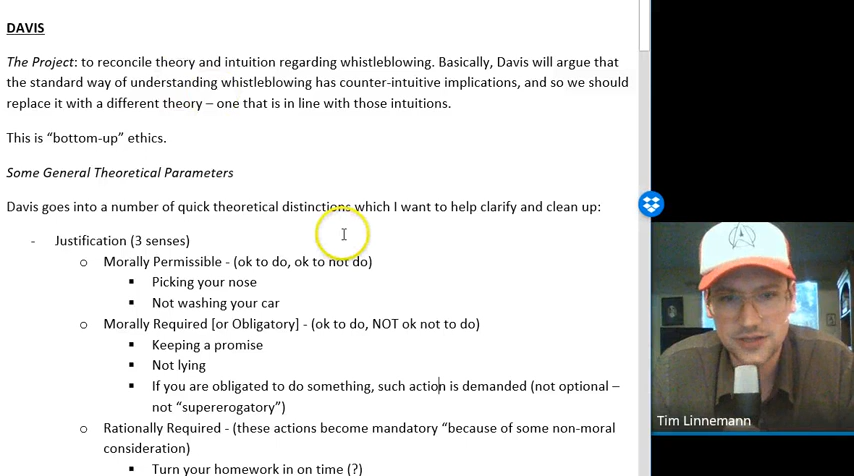 DAVIS
The Project: to reconcile theory and intuition regarding whistleblowing. Basically, Davis will argue that
the standard way of understanding whistleblowing has counter-intuitive implications, and so we should
replace it with a different theory – one that is in line with those intuitions.
This is “bottom-up” ethics.
Some General Theoretical Parameters
Davis goes into a number of quick theoretical distinctions which I want to help clarify and clean up:
- Justification (3 senses)
o Morally Permissible - (ok to do, ok to not do)
▪ Picking your nose
▪ Not washing your car
o Morally Required [or Obligatory] - (ok to do, NOT ok not to do)
▪ Keeping a promise
▪ Not lying
▪ If you are obligated to do something, such action is demanded (not optional –
not “supererogatory”)
o Rationally Required - (these actions become mandatory “because of some non-moral
consideration)
▪ Turn your homework in on time (?)
Tim Linnemann